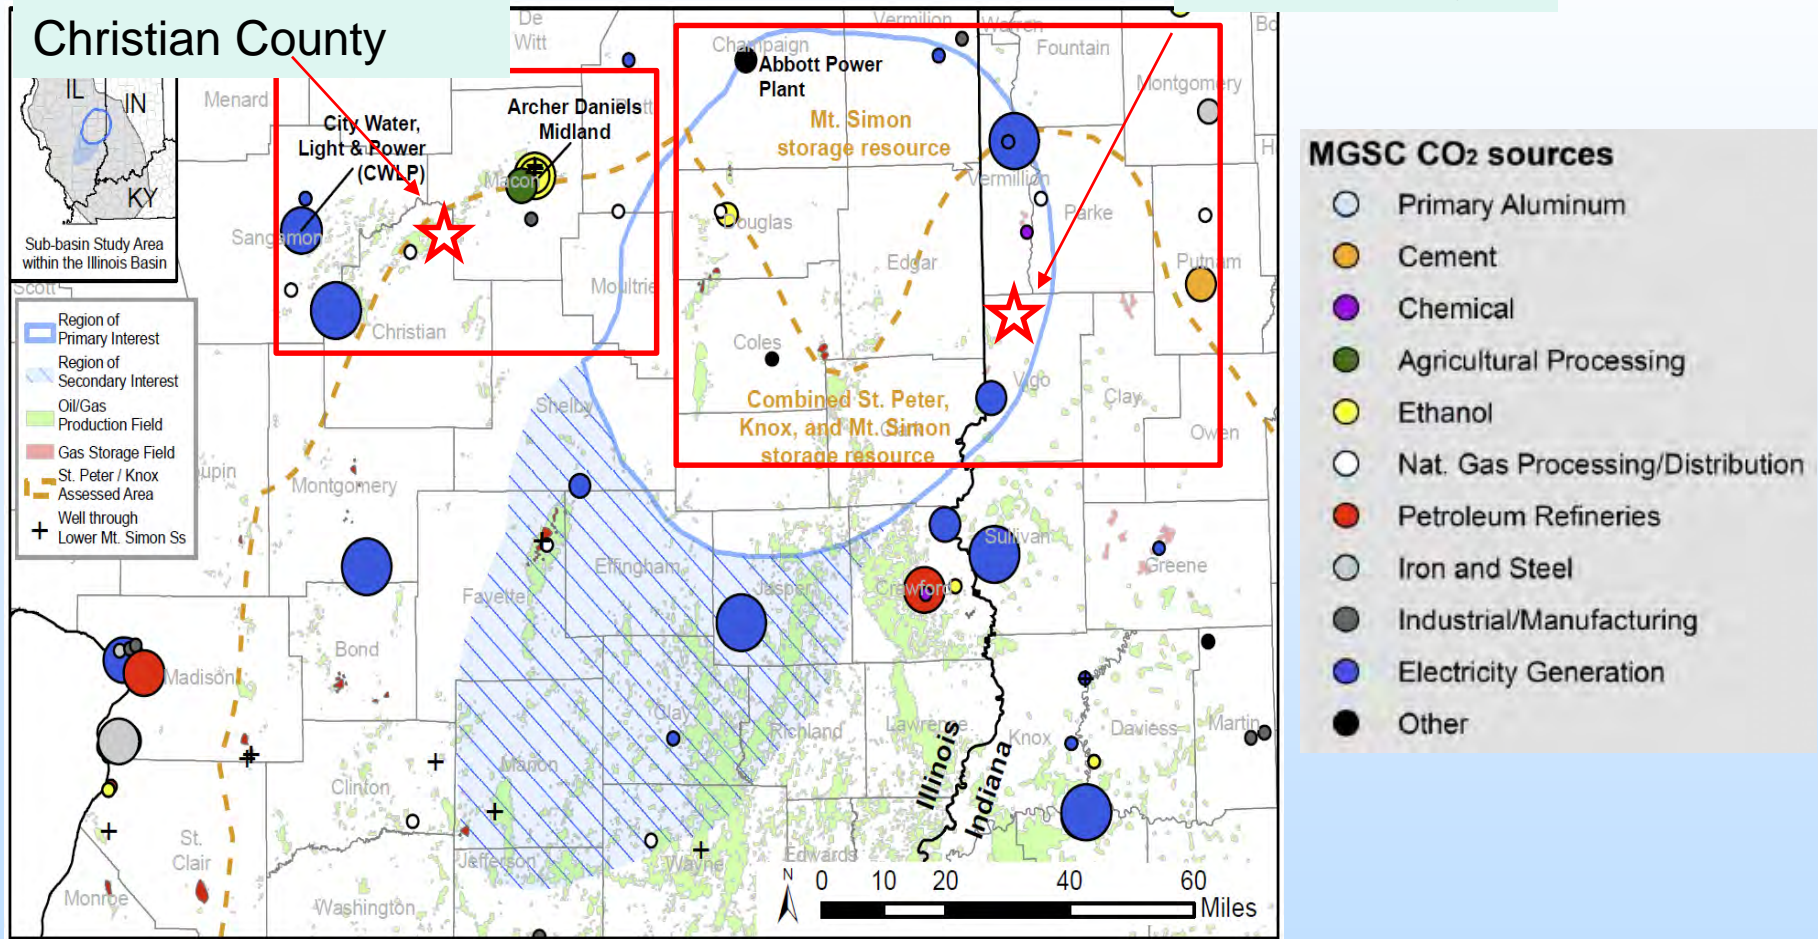 Christian County
De
Witt
Vermilion
Warren
Fountain
Bo
Champaign
Abbott Power
Plant
Montgomery
IL
IN
KY
Sub-basin Study Area
within the Illinois Basin
Menard
City Water,
Light & Power
(CWLP)
Archer Daniels
Midland
Piatt
Macon
Mt. Simon
storage resource
Vermillion
Parke
Sangamon
Douglas
Edgar
Putnam
Scott
Moultrie
Christian
Coles
Vigo
Clay
Owen
Region of
Primary Interest
Region of
Secondary Interest
Oil/Gas
Production Field
Gas Storage Field
St. Peter / Knox
Assessed Area
Well through
Lower Mt. Simon Ss
Shelby
Combined St. Peter,
Knox, and Mt. Simon
storage resource
Clark
upin
Montgomery
Effingham
Jasper
Crawford
Sullivan
Greene
Fayette
Bond
Madison
Clay
Richland
Lawrence
Knox
Daviess
Martin
Illinois
Indiana
Marion
Clinton
St.
Clair
Monroe
Washington
Jefferson
Wayne
Edwards
N
0 10 20 40 60
Miles
MGSC CO2 sources
Primary Aluminum
Cement
Chemical
Agricultural Processing
Ethanol
Nat. Gas Processing/Distribution
Petroleum Refineries
Iron and Steel
Industrial/Manufacturing
Electricity Generation
Other